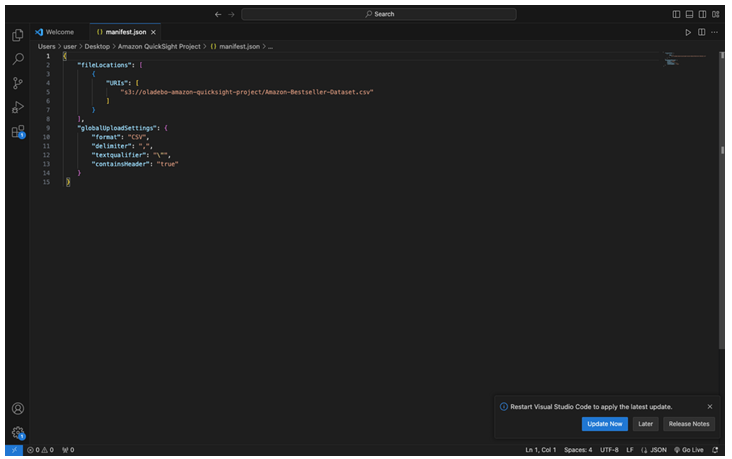 Search
Welcome
{} manifest.json
Users > user > Desktop > Amazon QuickSight Project > {} manifest.json > ...
1 {
2 "fileLocations": [
3 {
4 "URIs": [
5 "s3://oladebo-amazon-quicksight-project/Amazon-Bestseller-Dataset.csv"
6 ]
7 }
8 ],
9 "globalUploadSettings": {
10 "format": "CSV",
11 "delimiter": ",",
12 "textqualifier": "\"",
13 "containsHeader": "true"
14 }
15 }
Restart Visual Studio Code to apply the latest update.
Update Now Later Release Notes
0 0 0 Ln 1, Col 1 Spaces: 4 UTF-8 LF {} JSON Go Live